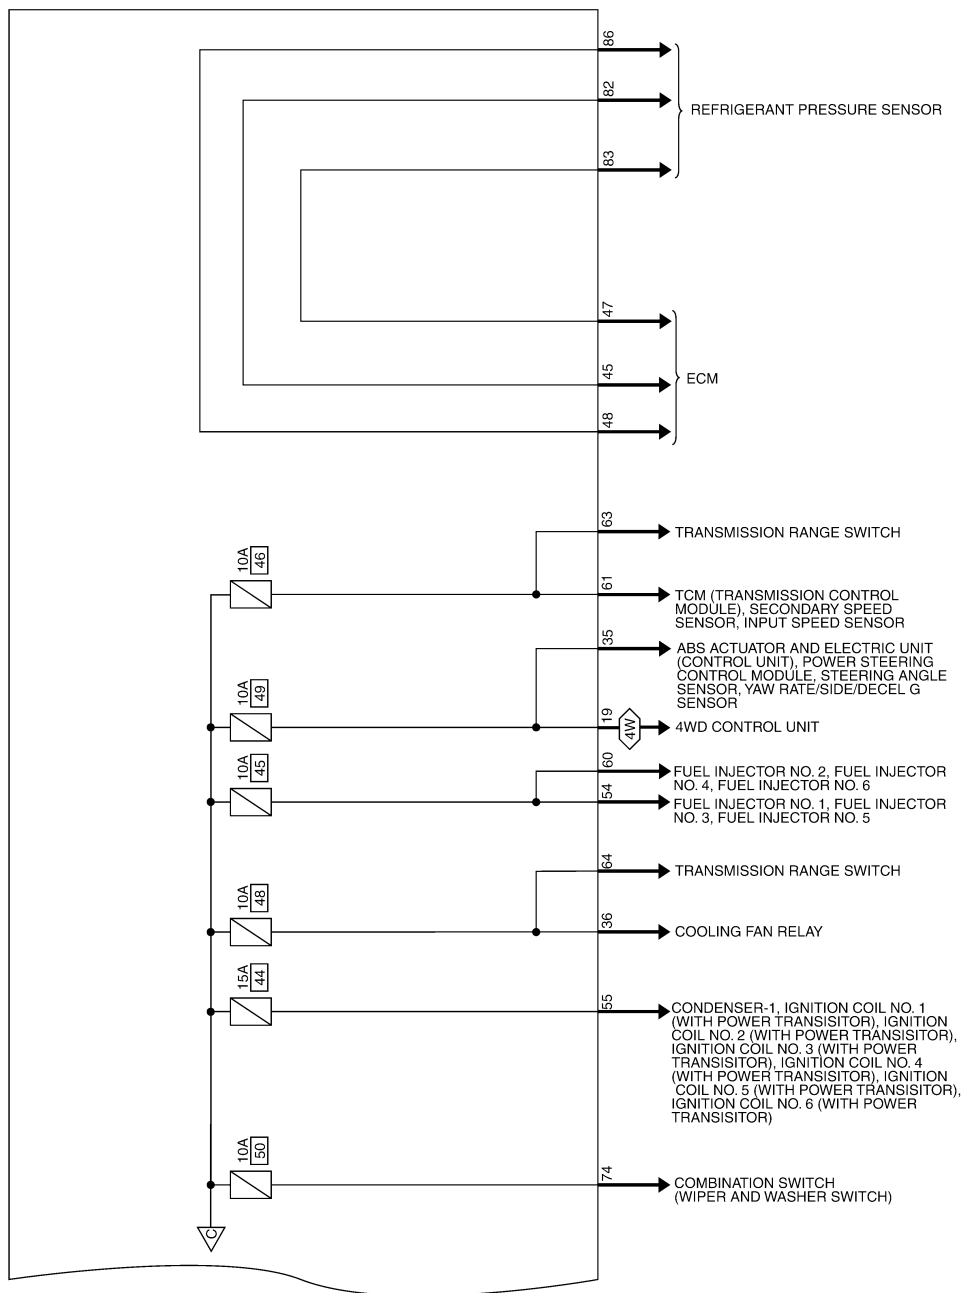 86
82
REFRIGERANT PRESSURE SENSOR
83
47
45
ECM
48
63
TRANSMISSION RANGE SWITCH
10A
46
61
TCM (TRANSMISSION CONTROL
MODULE), SECONDARY SPEED
SENSOR, INPUT SPEED SENSOR
35
ABS ACTUATOR AND ELECTRIC UNIT
(CONTROL UNIT), POWER STEERING
CONTROL MODULE, STEERING ANGLE
SENSOR, YAW RATE/SIDE/DECEL G
SENSOR
10A
49
19
4W
4WD CONTROL UNIT
10A
45
60
FUEL INJECTOR NO. 2, FUEL INJECTOR
NO. 4, FUEL INJECTOR NO. 6
54
FUEL INJECTOR NO. 1, FUEL INJECTOR
NO. 3, FUEL INJECTOR NO. 5
64
TRANSMISSION RANGE SWITCH
10A
48
36
COOLING FAN RELAY
15A
44
55
CONDENSER-1, IGNITION COIL NO. 1
(WITH POWER TRANSISITOR), IGNITION
COIL NO. 2 (WITH POWER TRANSISITOR),
IGNITION COIL NO. 3 (WITH POWER
TRANSISITOR), IGNITION COIL NO. 4
(WITH POWER TRANSISITOR), IGNITION
COIL NO. 5 (WITH POWER TRANSISITOR),
IGNITION COIL NO. 6 (WITH POWER
TRANSISITOR)
10A
50
74
COMBINATION SWITCH
(WIPER AND WASHER SWITCH)
C